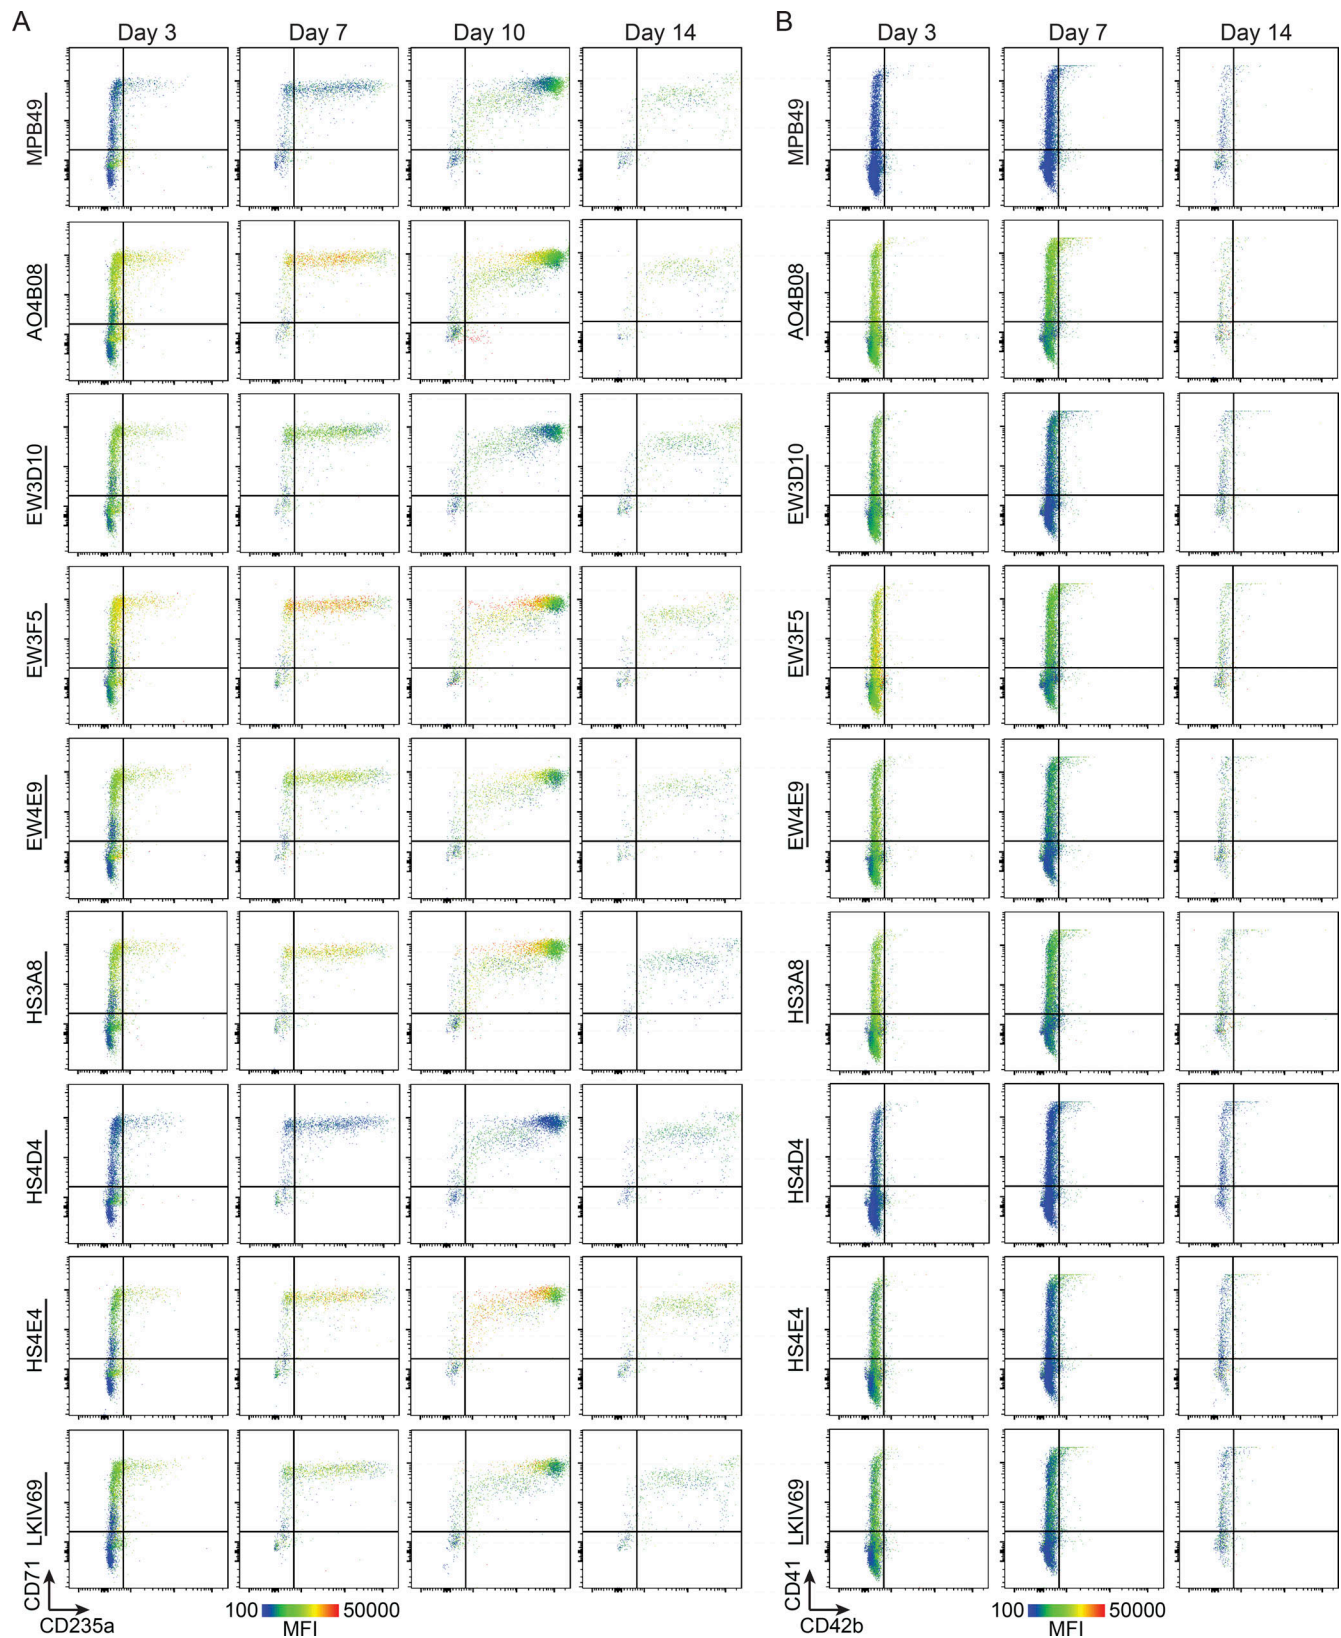 A
B
Day 3
Day 7
Day 10
Day 14
Day 3
Day 7
Day 14
MPB49
MPB49
AO4B08
AO4B08
EW3D10
EW3D10
EW3F5
EW3F5
EW4E9
EW4E9
HS3A8
HS3A8
HS4D4
HS4D4
HS4E4
HS4E4
LKIV69
LKIV69
CD71
CD235a
100
50000
MFI
CD41
CD42b
100
50000
MFI